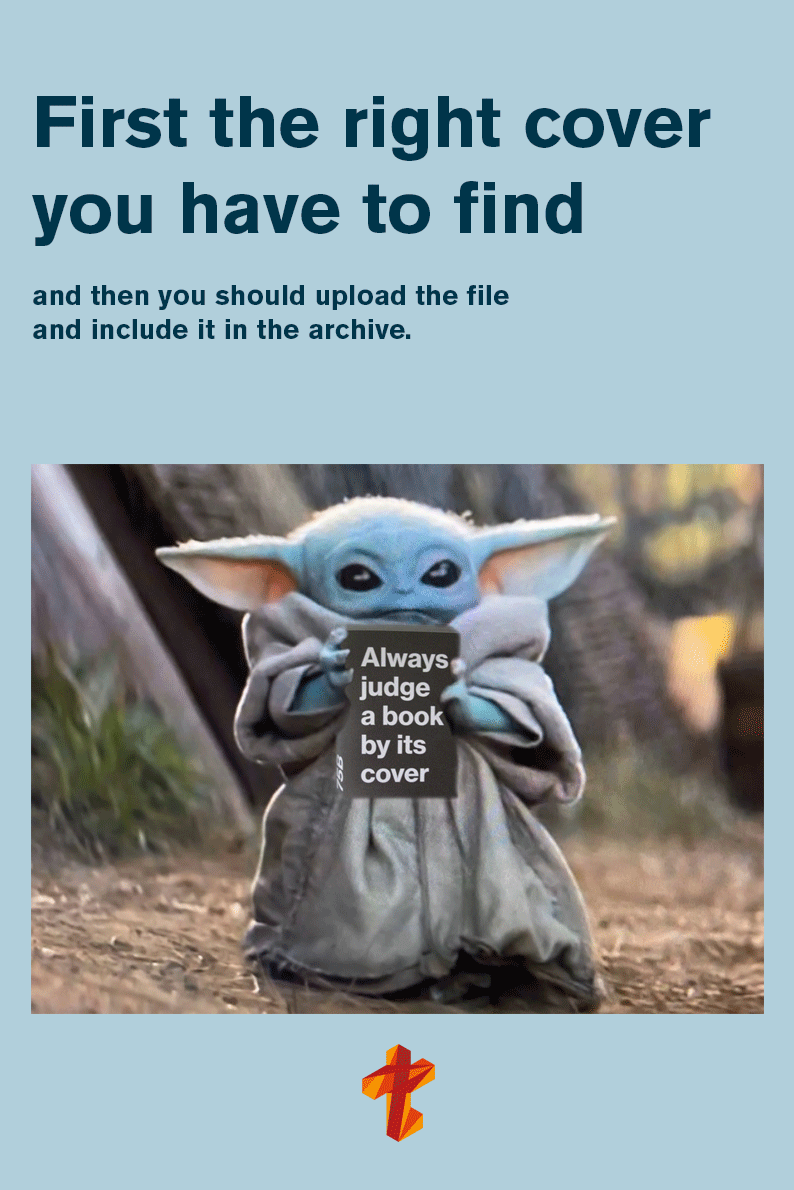 First the right cover
you have to find
and then you should upload the file
and include it in the archive.
Always
judge
a book
by its
cover
75B